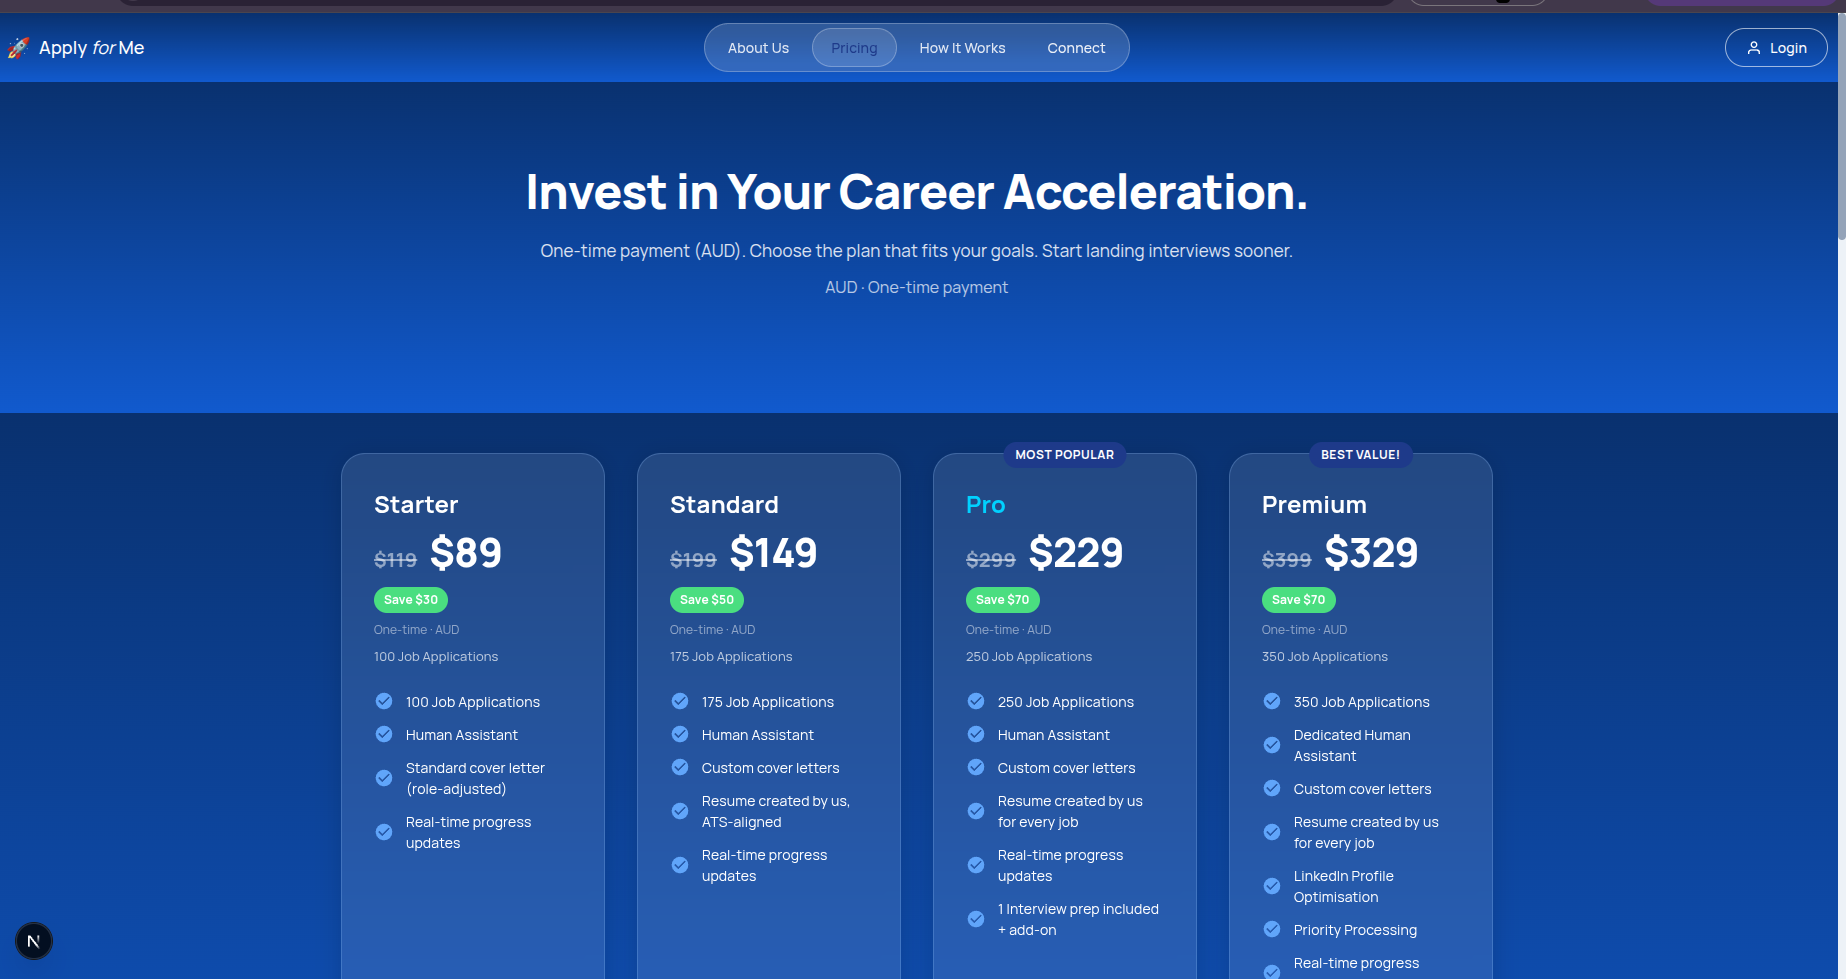 🚀 Apply for Me
About Us
Pricing
How It Works
Connect
Login
Invest in Your Career Acceleration.
One-time payment (AUD). Choose the plan that fits your goals. Start landing interviews sooner.
AUD · One-time payment
Starter
$119 $89
Save $30
One-time · AUD
100 Job Applications
100 Job Applications
Human Assistant
Standard cover letter
(role-adjusted)
Real-time progress
updates
Standard
$199 $149
Save $50
One-time · AUD
175 Job Applications
175 Job Applications
Human Assistant
Custom cover letters
Resume created by us,
ATS-aligned
Real-time progress
updates
MOST POPULAR
Pro
$299 $229
Save $70
One-time · AUD
250 Job Applications
250 Job Applications
Human Assistant
Custom cover letters
Resume created by us
for every job
Real-time progress
updates
1 Interview prep included
+ add-on
BEST VALUE!
Premium
$399 $329
Save $70
One-time · AUD
350 Job Applications
350 Job Applications
Dedicated Human
Assistant
Custom cover letters
Resume created by us
for every job
LinkedIn Profile
Optimisation
Priority Processing
Real-time progress
N